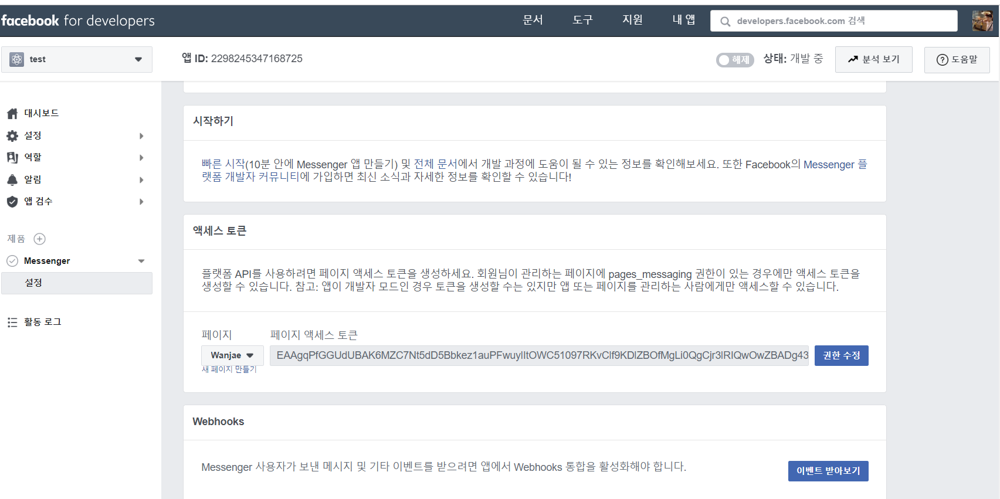 facebook for developers
문서
도구
지원
내 앱
developers.facebook.com 검색
test
앱 ID: 2298245347168725
해제
상태: 개발 중
분석 보기
도움말
대시보드
설정
역할
알림
앱 검수
제품
Messenger
설정
활동 로그
시작하기
빠른 시작(10분 안에 Messenger 앱 만들기) 및 전체 문서에서 개발 과정에 도움이 될 수 있는 정보를 확인해보세요. 또한 Facebook의 Messenger 플
랫폼 개발자 커뮤니티에 가입하면 최신 소식과 자세한 정보를 확인할 수 있습니다!
액세스 토큰
플랫폼 API를 사용하려면 페이지 액세스 토큰을 생성하세요. 회원님이 관리하는 페이지에 pages_messaging 권한이 있는 경우에만 액세스 토큰을
생성할 수 있습니다. 참고: 앱이 개발자 모드인 경우 토큰을 생성할 수는 있지만 앱 또는 페이지를 관리하는 사람에게만 액세스할 수 있습니다.
페이지
페이지 액세스 토큰
Wanjae
EAAgqPfGGUdUBAK6MZC7Nt5dD5Bbkez1auPFwuylItOWC51097RKvClf9KDlZBOfMgLi0QgCjr3lRIQwOwZBADg43
권한 수정
새 페이지 만들기
Webhooks
Messenger 사용자가 보낸 메시지 및 기타 이벤트를 받으려면 앱에서 Webhooks 통합을 활성화해야 합니다.
이벤트 받아보기